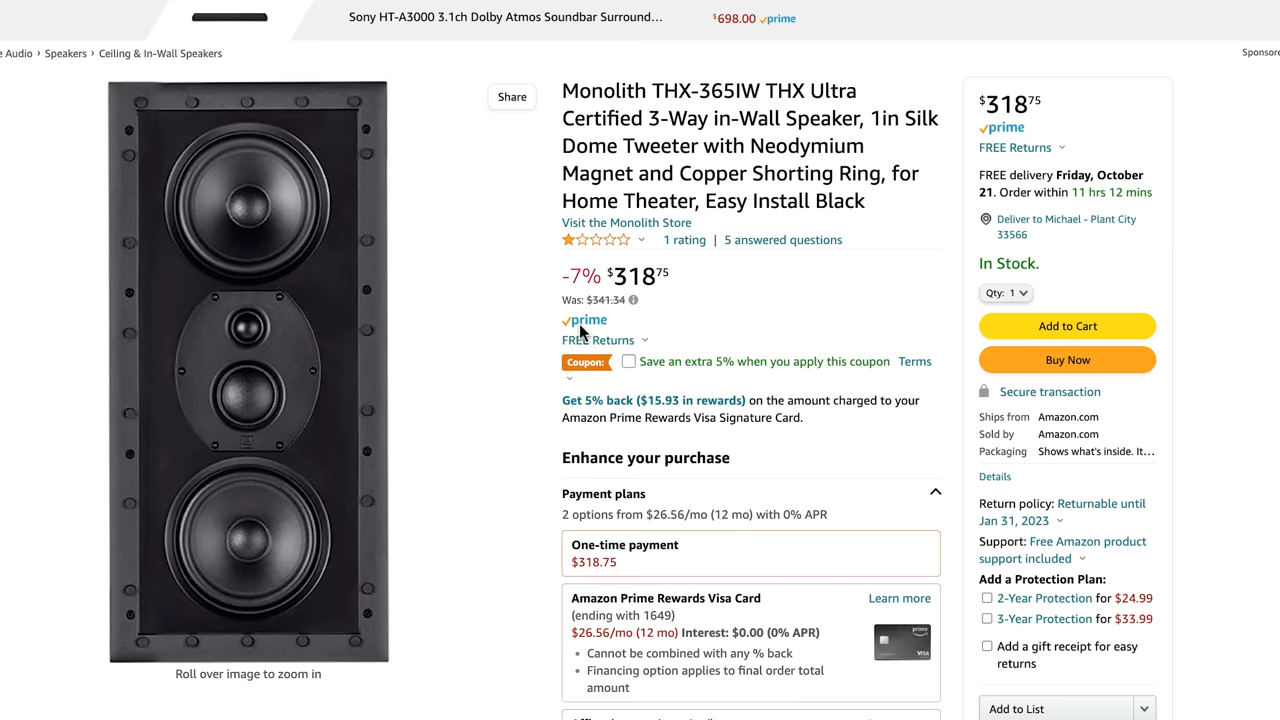 Sony HT-A3000 3.1ch Dolby Atmos Soundbar Surround…
$698.00 prime
e Audio › Speakers › Ceiling & In-Wall Speakers
Share
Monolith THX-365IW THX Ultra
Certified 3-Way in-Wall Speaker, 1in Silk
Dome Tweeter with Neodymium
Magnet and Copper Shorting Ring, for
Home Theater, Easy Install Black
Visit the Monolith Store
1 rating | 5 answered questions
-7% $318 75
Was: $341.34
prime
FREE Returns
Coupon: Save an extra 5% when you apply this coupon Terms
Get 5% back ($15.93 in rewards) on the amount charged to your
Amazon Prime Rewards Visa Signature Card.
Enhance your purchase
Payment plans
2 options from $26.56/mo (12 mo) with 0% APR
One-time payment
$318.75
Amazon Prime Rewards Visa Card Learn more
(ending with 1649)
$26.56/mo (12 mo) Interest: $0.00 (0% APR)
• Cannot be combined with any % back
• Financing option applies to final order total
amount
prime
VISA
Roll over image to zoom in
Sponsore
$318 75
prime
FREE Returns
FREE delivery Friday, October
21. Order within 11 hrs 12 mins
Deliver to Michael - Plant City
33566
In Stock.
Qty: 1
Add to Cart
Buy Now
Secure transaction
Ships from Amazon.com
Sold by Amazon.com
Packaging Shows what's inside. It…
Details
Return policy: Returnable until
Jan 31, 2023
Support: Free Amazon product
support included
Add a Protection Plan:
2-Year Protection for $24.99
3-Year Protection for $33.99
Add a gift receipt for easy
returns
Add to List